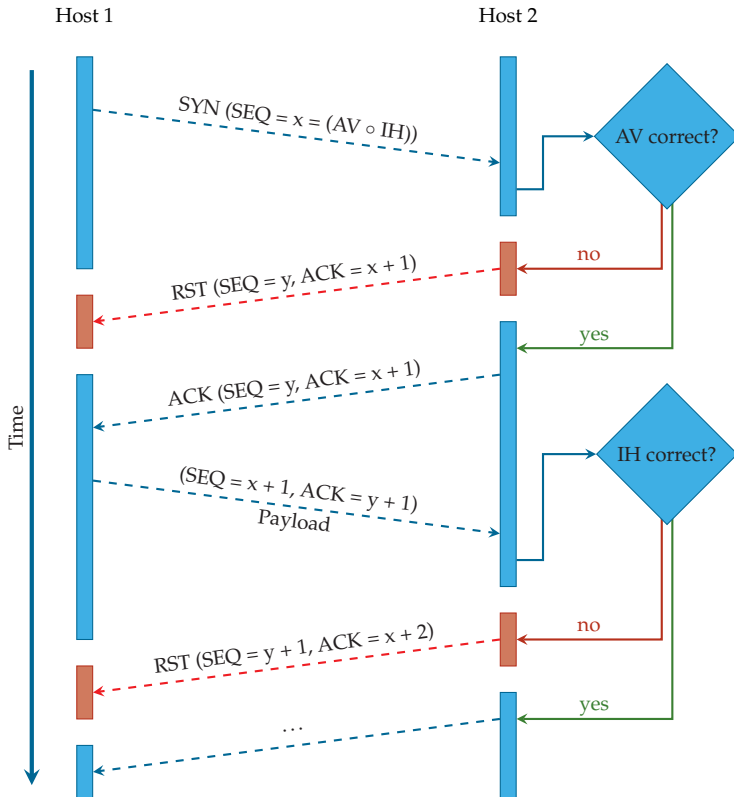 Host 1
Host 2
SYN (SEQ = x = (AV ∘ IH))
AV correct?
no
RST (SEQ = y, ACK = x + 1)
yes
ACK (SEQ = y, ACK = x + 1)
Time
IH correct?
(SEQ = x + 1, ACK = y + 1)
Payload
no
RST (SEQ = y + 1, ACK = x + 2)
yes
...